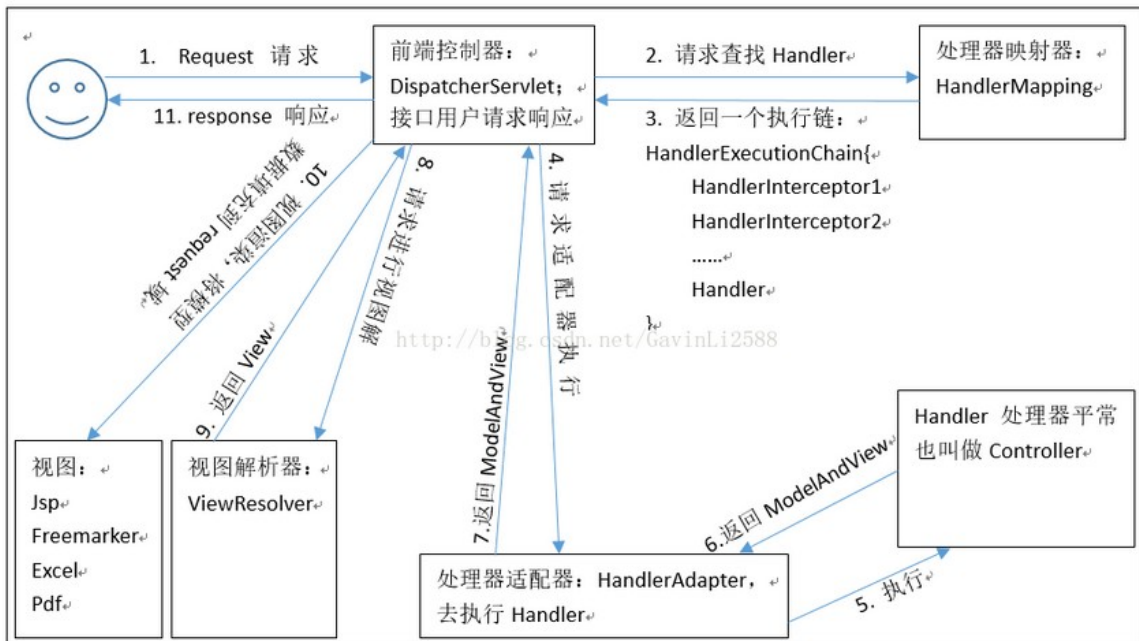 1. Request 请求
11. response 响应
前端控制器：
DispatcherServlet；
接口用户请求响应
2. 请求查找 Handler
3. 返回一个执行链：
HandlerExecutionChain{
HandlerInterceptor1
HandlerInterceptor2
……
Handler
}
处理器映射器：
HandlerMapping
10. 视图渲染，将模型
数据填充到 request 域。
9. 返回 View
8. 请求进行视图解
7.返回 ModelAndView
4. 请求适配器执行
http://blog.csdn.net/GavinLi2588
Handler 处理器平常
也叫做 Controller
6.返回 ModelAndView
5. 执行
视图：
Jsp
Freemarker
Excel
Pdf
视图解析器：
ViewResolver
处理器适配器：HandlerAdapter，
去执行 Handler